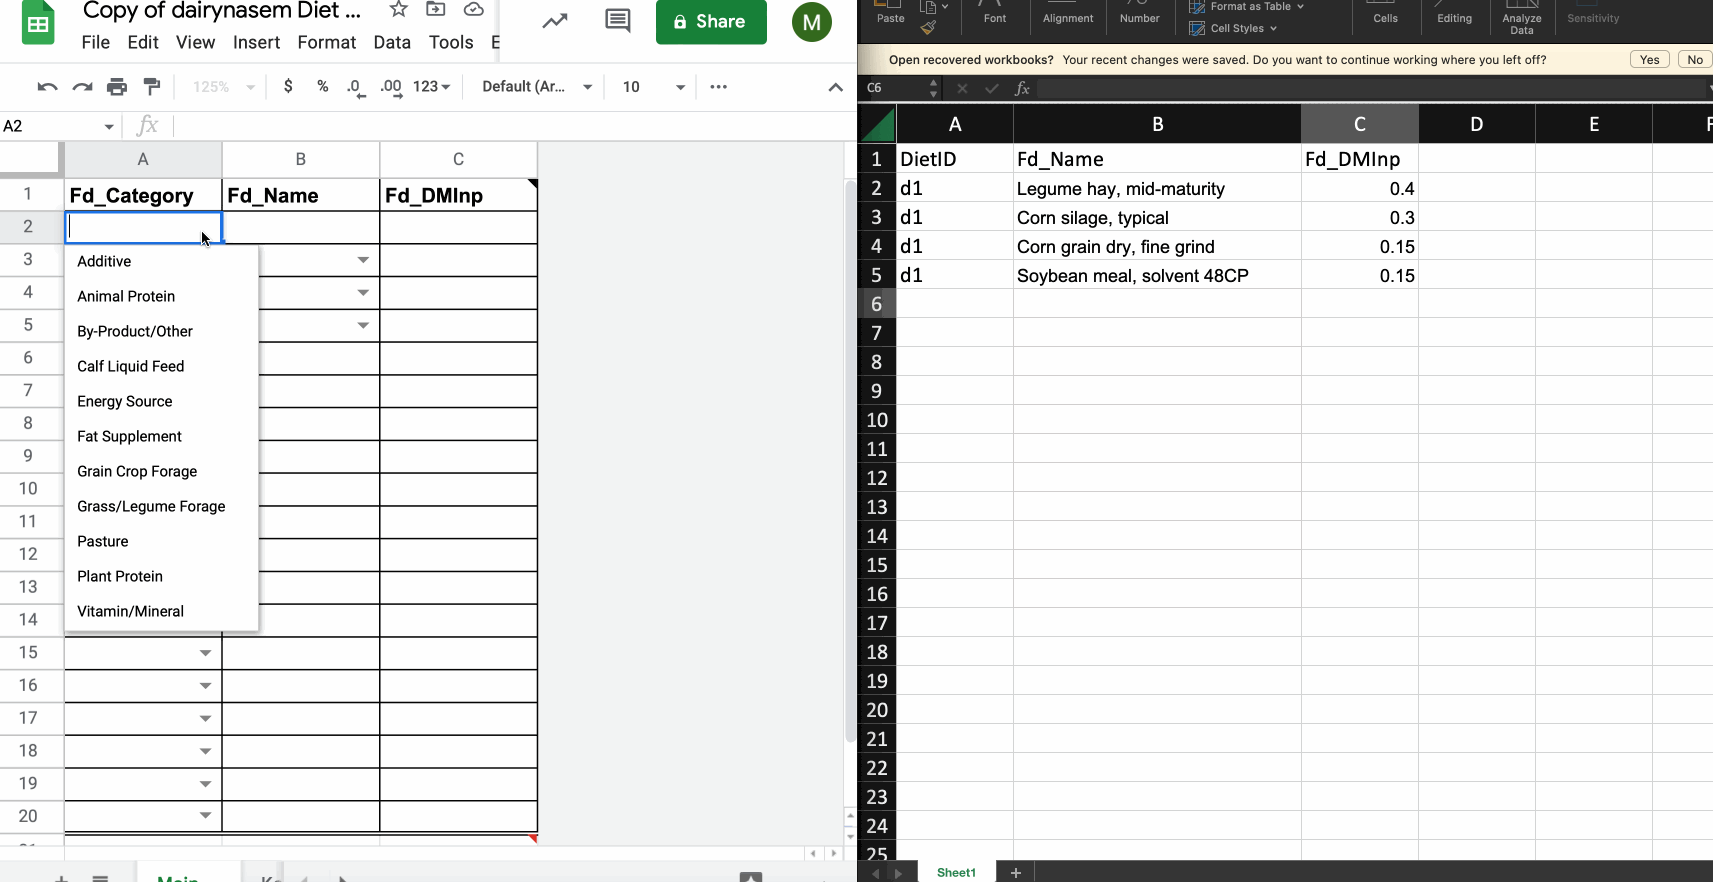 Copy of dairynasem Diet ...
File Edit View Insert Format Data Tools E
Share
M
125% $ % .0 .00 123 Default (Ar... 10 ...
A2 fx
A B C
1 Fd_Category Fd_Name Fd_DMInp
2
3
4
5
6
7
8
9
10
11
12
13
14
15
16
17
18
19
20
Additive
Animal Protein
By-Product/Other
Calf Liquid Feed
Energy Source
Fat Supplement
Grain Crop Forage
Grass/Legume Forage
Pasture
Plant Protein
Vitamin/Mineral
Main
Paste Font Alignment Number Format as Table Cell Styles Cells Editing Analyze Data Sensitivity
Open recovered workbooks? Your recent changes were saved. Do you want to continue working where you left off? Yes No
C6 fx
A B C D E F
1 DietID Fd_Name Fd_DMInp
2 d1 Legume hay, mid-maturity 0.4
3 d1 Corn silage, typical 0.3
4 d1 Corn grain dry, fine grind 0.15
5 d1 Soybean meal, solvent 48CP 0.15
6
7
8
9
10
11
12
13
14
15
16
17
18
19
20
21
22
23
24
25
Sheet1 +